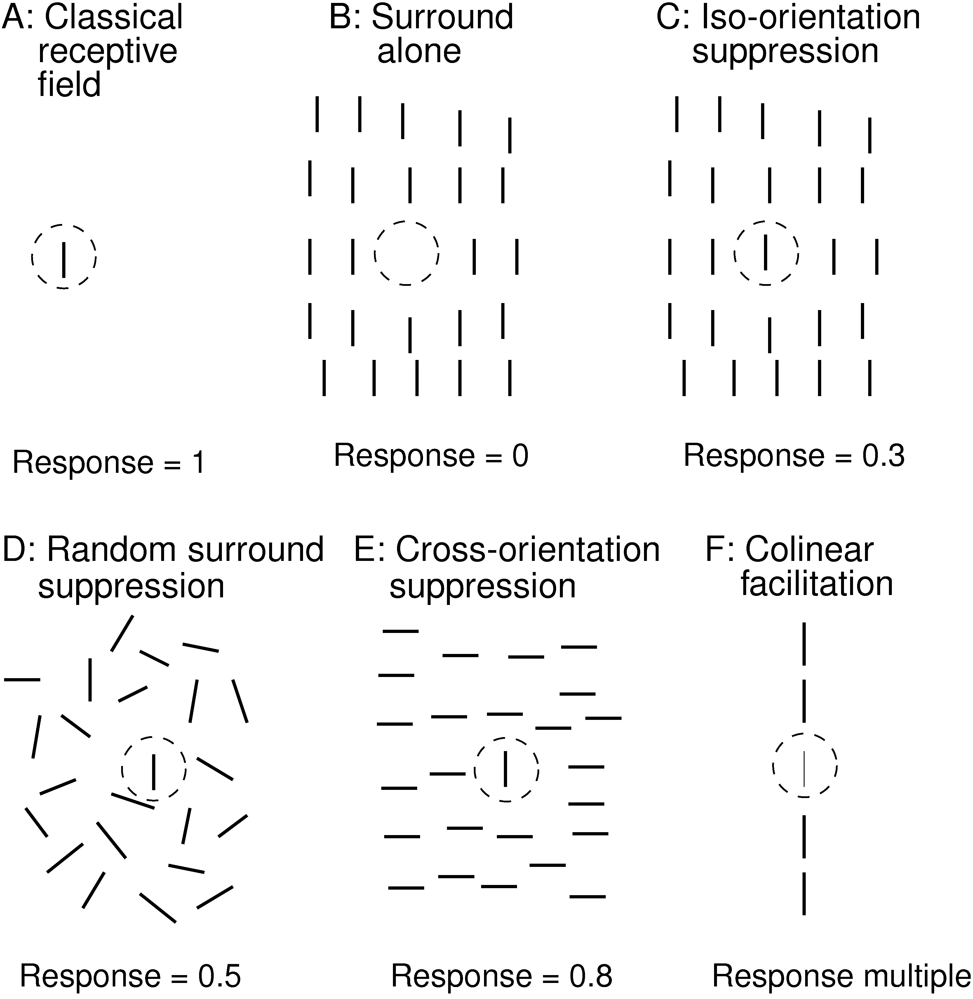 A: Classical
receptive
field
B: Surround
alone
C: Iso-orientation
suppression
Response = 1
Response = 0
Response = 0.3
D: Random surround
suppression
E: Cross-orientation
suppression
F: Colinear
facilitation
Response = 0.5
Response = 0.8
Response multiple